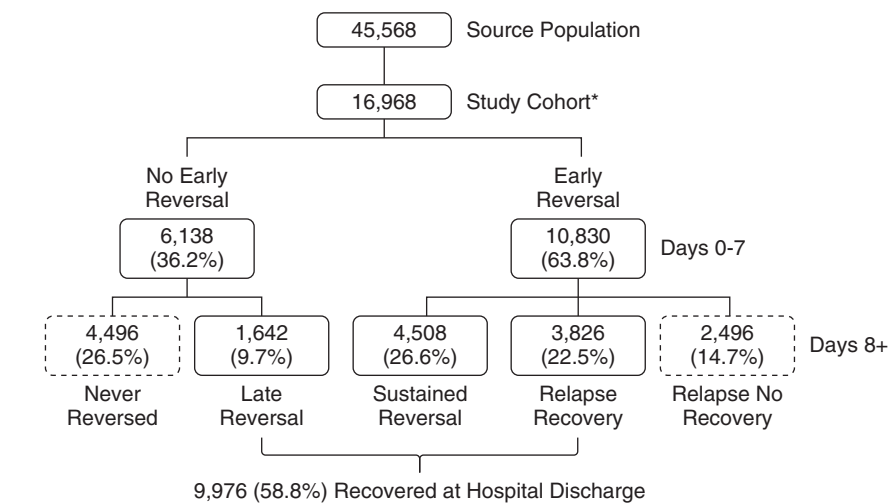 45,568 Source Population
16,968 Study Cohort*
No Early
Reversal
Early
Reversal
6,138
(36.2%)
10,830
(63.8%)
Days 0-7
4,496
(26.5%)
1,642
(9.7%)
4,508
(26.6%)
3,826
(22.5%)
2,496
(14.7%)
Days 8+
Never
Reversed
Late
Reversal
Sustained
Reversal
Relapse
Recovery
Relapse No
Recovery
9,976 (58.8%) Recovered at Hospital Discharge